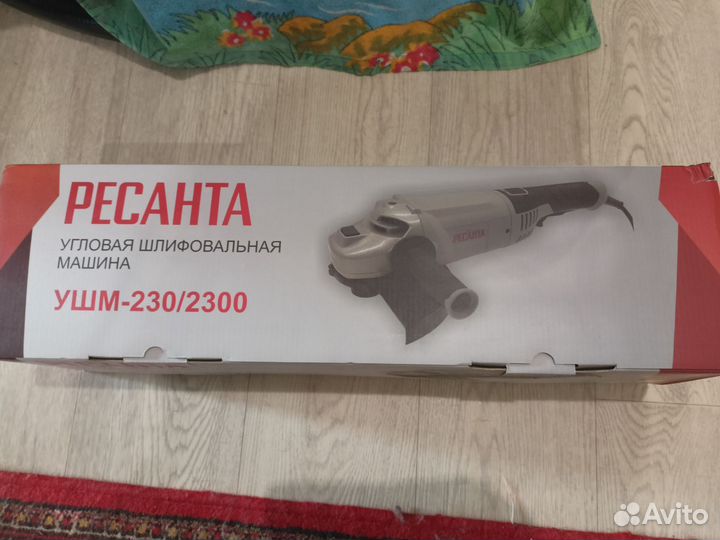 РЕСАНТА
УГЛОВАЯ ШЛИФОВАЛЬНАЯ
МАШИНА
УШМ-230/2300
РЕСАНТА
Avito